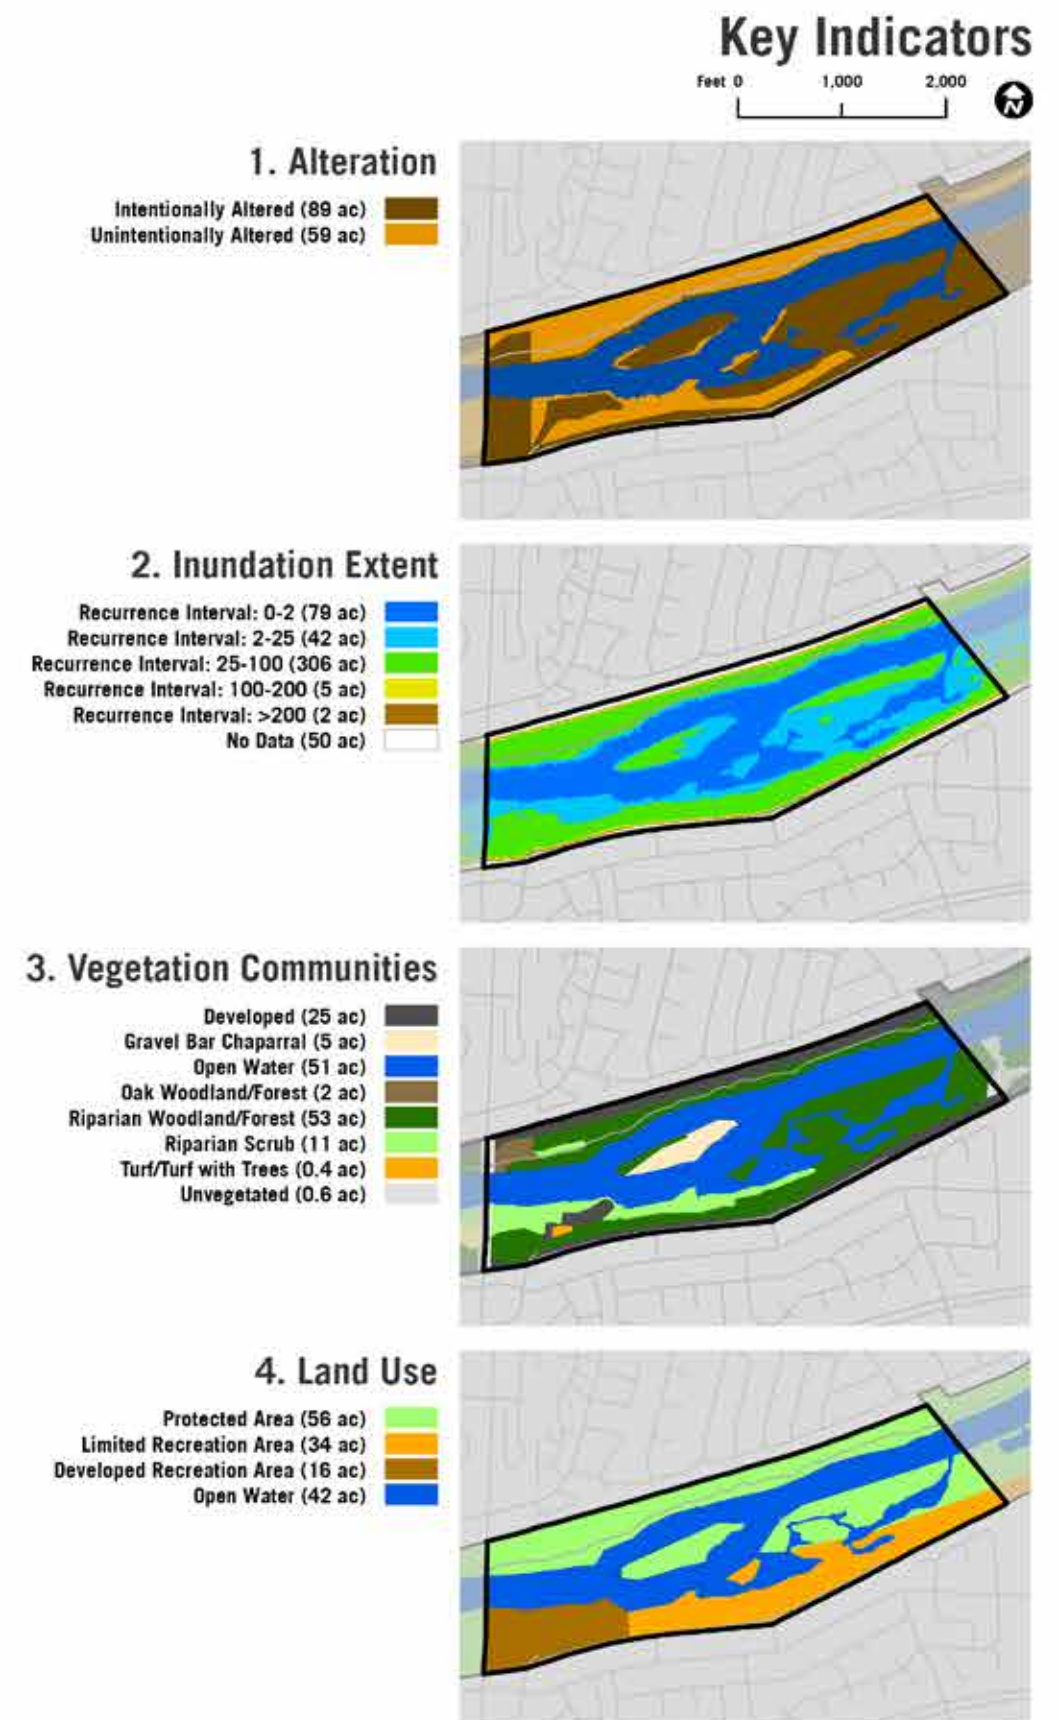 Key Indicators
Feet 0 1,000 2,000
N
1. Alteration
Intentionally Altered (89 ac)
Unintentionally Altered (59 ac)
2. Inundation Extent
Recurrence Interval: 0-2 (79 ac)
Recurrence Interval: 2-25 (42 ac)
Recurrence Interval: 25-100 (306 ac)
Recurrence Interval: 100-200 (5 ac)
Recurrence Interval: >200 (2 ac)
No Data (50 ac)
3. Vegetation Communities
Developed (25 ac)
Gravel Bar Chaparral (5 ac)
Open Water (51 ac)
Oak Woodland/Forest (2 ac)
Riparian Woodland/Forest (53 ac)
Riparian Scrub (11 ac)
Turf/Turf with Trees (0.4 ac)
Unvegetated (0.6 ac)
4. Land Use
Protected Area (56 ac)
Limited Recreation Area (34 ac)
Developed Recreation Area (16 ac)
Open Water (42 ac)